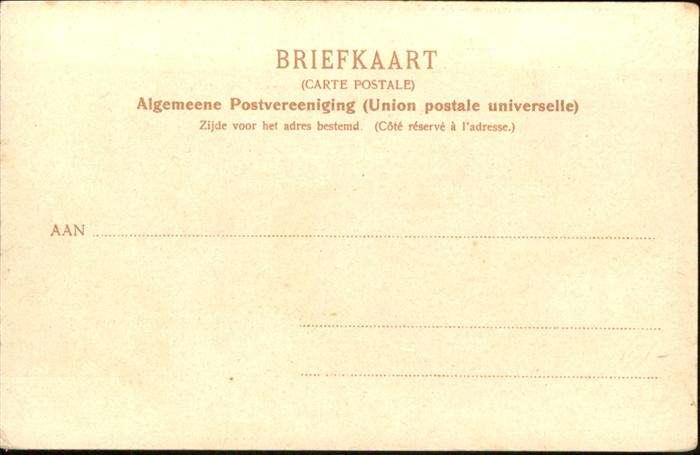 BRIEFKAART
(CARTE POSTALE)
Algemeene Postvereeniging (Union postale universelle)
Zijde voor het adres bestemd. (Côté réservé à l'adresse.)
AAN